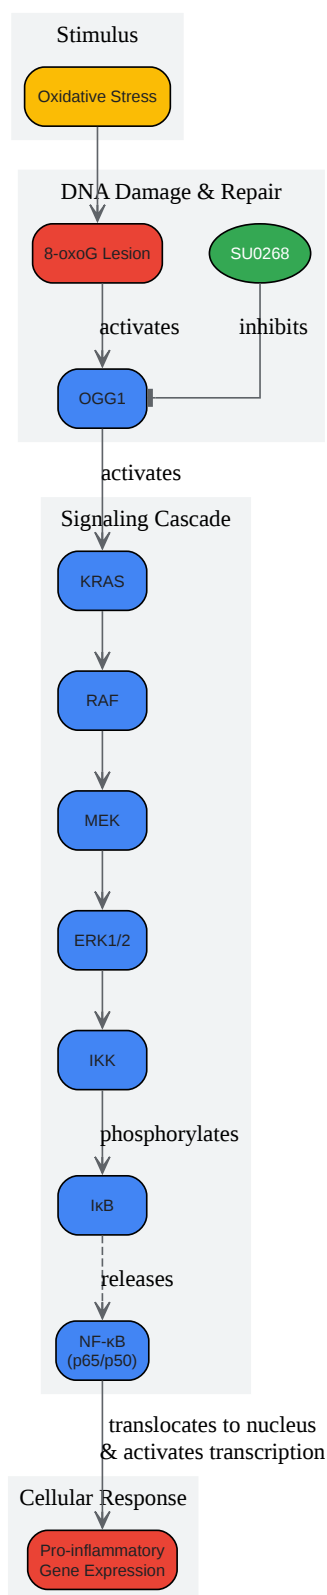 Stimulus
Oxidative Stress
DNA Damage & Repair
8-oxoG Lesion
SU0268
activates
inhibits
OGG1
activates
Signaling Cascade
KRAS
RAF
MEK
ERK1/2
IKK
phosphorylates
IκB
releases
NF-κB
(p65/p50)
translocates to nucleus
& activates transcription
Cellular Response
Pro-inflammatory
Gene Expression